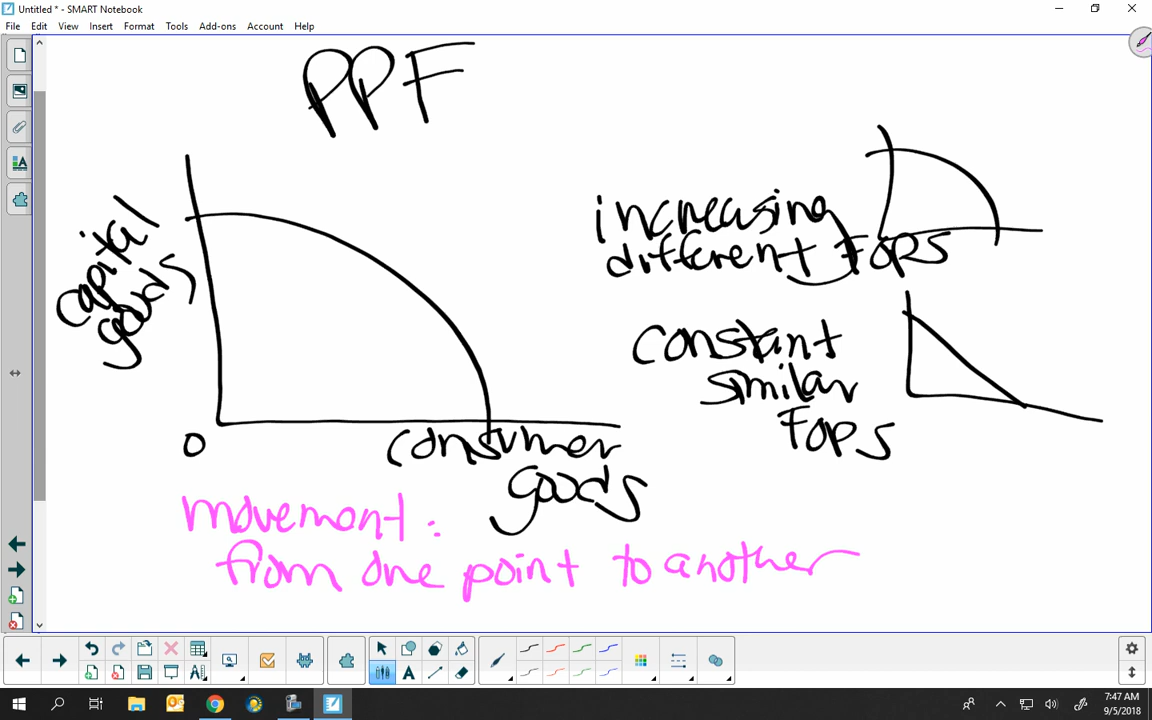 Untitled * - SMART Notebook
File Edit View Insert Format Tools Add-ons Account Help
PPF
capital
goods
0
consumer
goods
increasing
different FOPS
constant
similar
FOPS
movement:
from one point to another
7:47 AM
9/5/2018